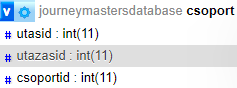 v journeymastersdatabase csoport
# utasid : int(11)
# utazasid : int(11)
# csoportid : int(11)